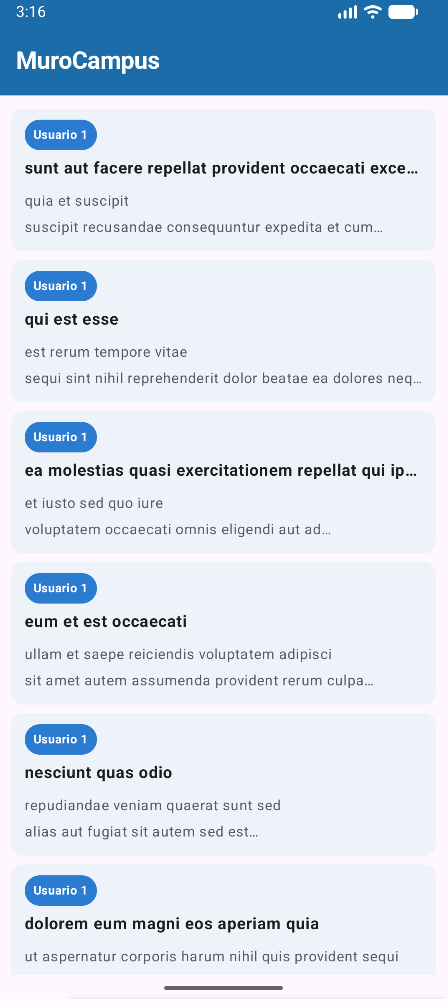 3:16
MuroCampus
Usuario 1
sunt aut facere repellat provident occaecati exce…
quia et suscipit
suscipit recusandae consequuntur expedita et cum…
Usuario 1
qui est esse
est rerum tempore vitae
sequi sint nihil reprehenderit dolor beatae ea dolores neq…
Usuario 1
ea molestias quasi exercitationem repellat qui ip…
et iusto sed quo iure
voluptatem occaecati omnis eligendi aut ad…
Usuario 1
eum et est occaecati
ullam et saepe reiciendis voluptatem adipisci
sit amet autem assumenda provident rerum culpa…
Usuario 1
nesciunt quas odio
repudiandae veniam quaerat sunt sed
alias aut fugiat sit autem sed est…
Usuario 1
dolorem eum magni eos aperiam quia
ut aspernatur corporis harum nihil quis provident sequi